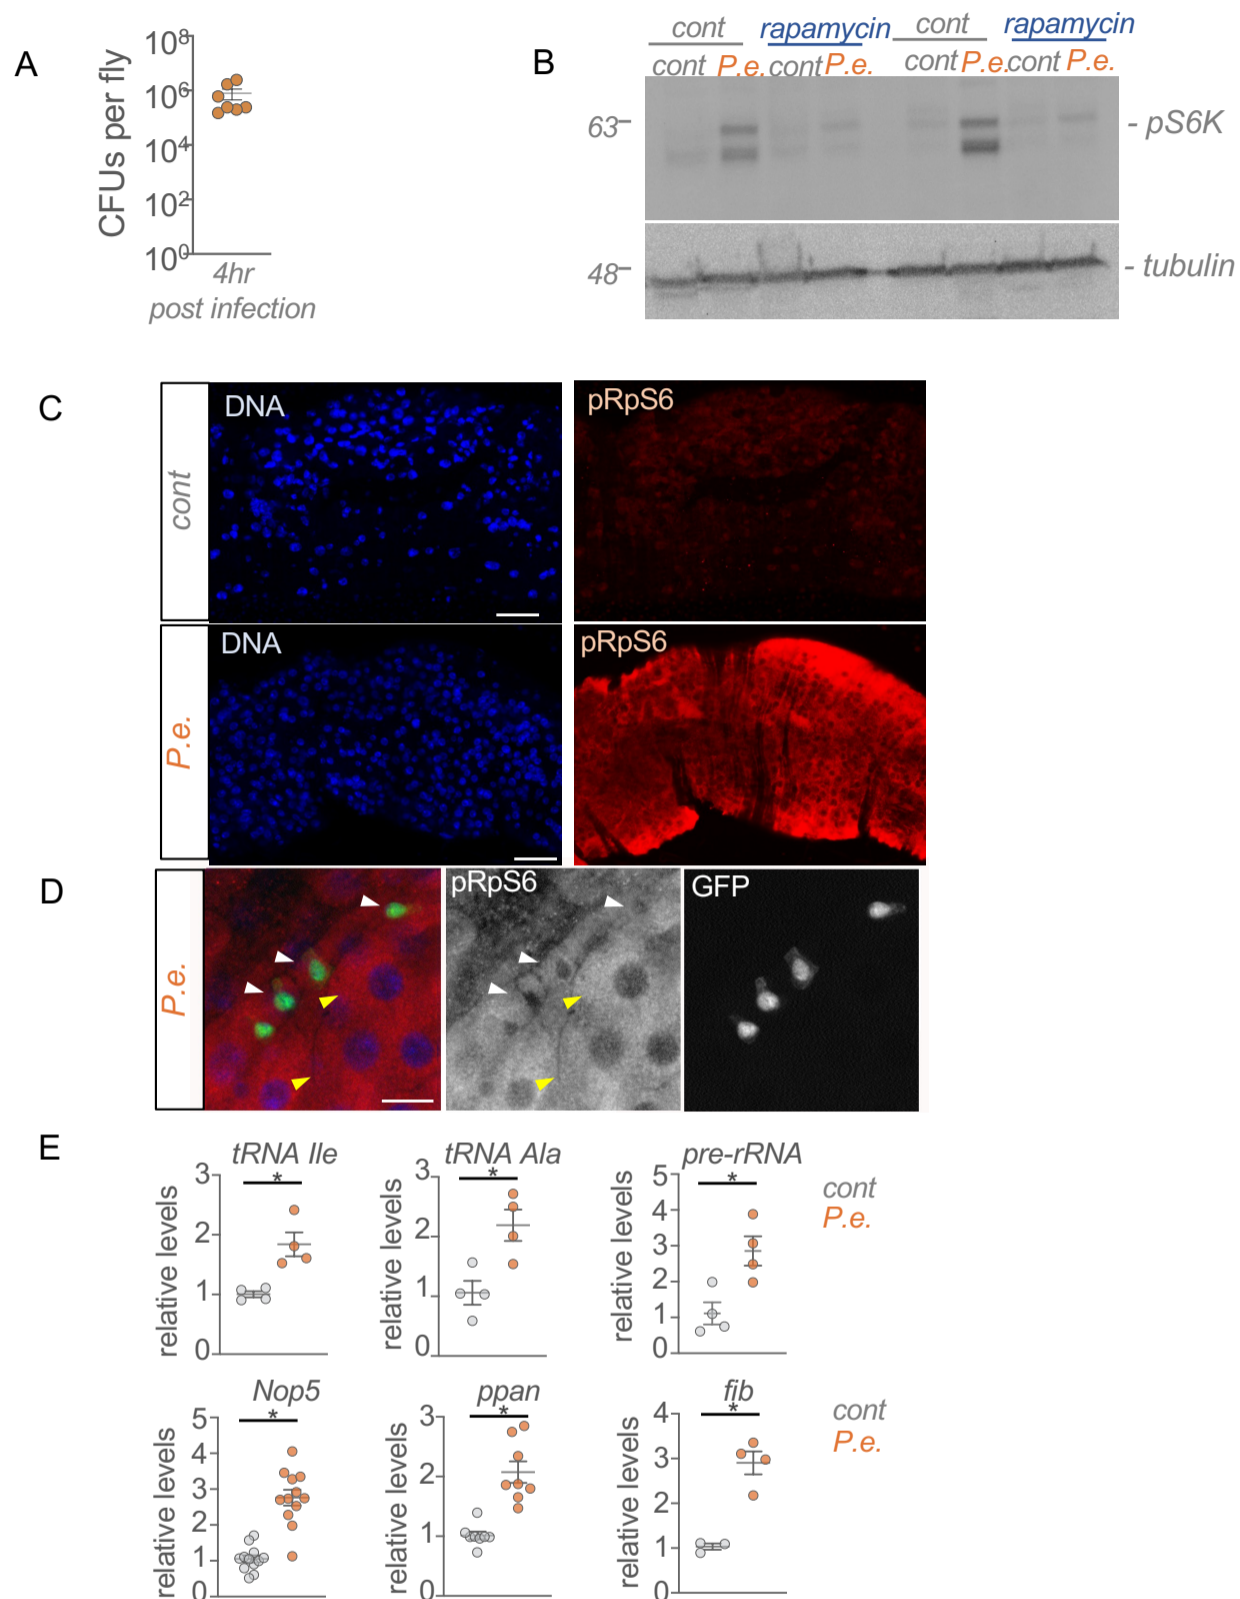 A
CFUs per fly
10^8
10^6
10^4
10^2
10^0
4hr
post infection
B
cont rapamycin cont rapamycin
cont P.e. cont P.e. cont P.e. cont P.e.
63
- pS6K
48
- tubulin
C
cont
DNA
pRpS6
P.e.
DNA
pRpS6
D
P.e.
pRpS6
GFP
E
tRNA Ile
*
relative levels
3
2
1
0
tRNA Ala
*
relative levels
3
2
1
0
pre-rRNA
*
relative levels
5
4
3
2
1
0
cont
P.e.
Nop5
*
relative levels
5
4
3
2
1
0
ppan
*
relative levels
3
2
1
0
fib
*
relative levels
4
3
2
1
0
cont
P.e.